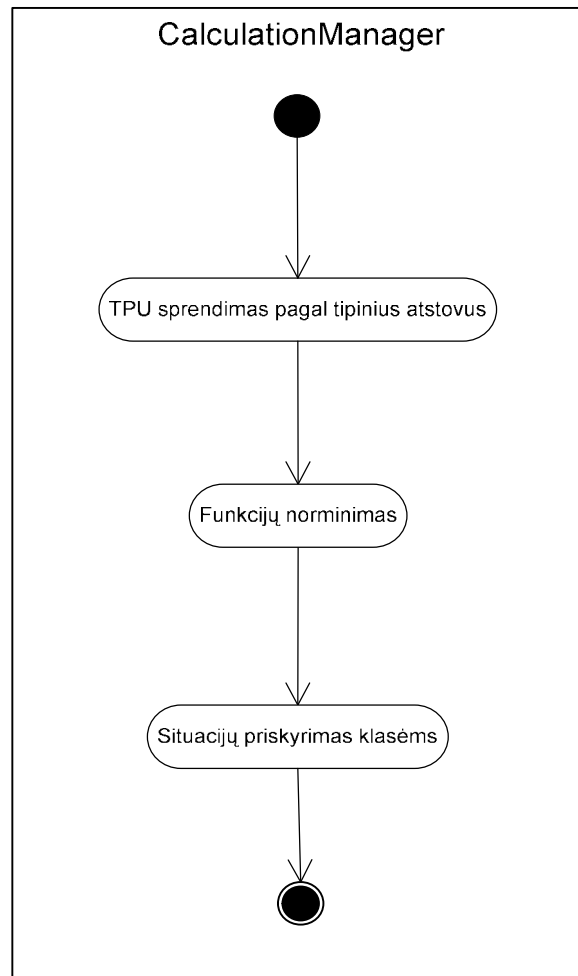 CalculationManager
TPU sprendimas pagal tipinius atstovus
Funkcijų norminimas
Situacijų priskyrimas klasėms